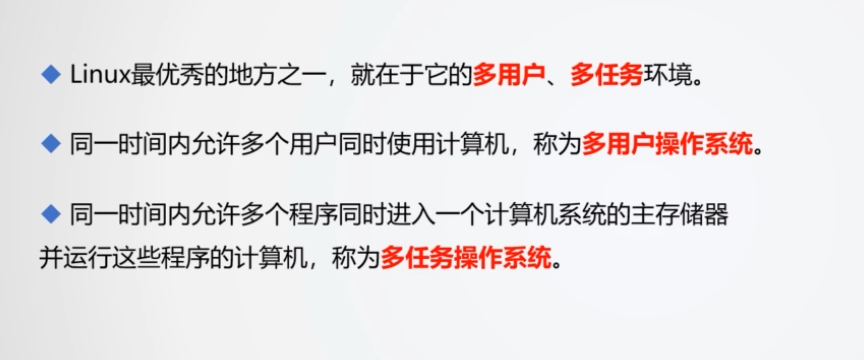 ◆ Linux最优秀的地方之一，就在于它的多用户、多任务环境。
◆ 同一时间内允许多个用户同时使用计算机，称为多用户操作系统。
◆ 同一时间内允许多个程序同时进入一个计算机系统的主存储器
并运行这些程序的计算机，称为多任务操作系统。